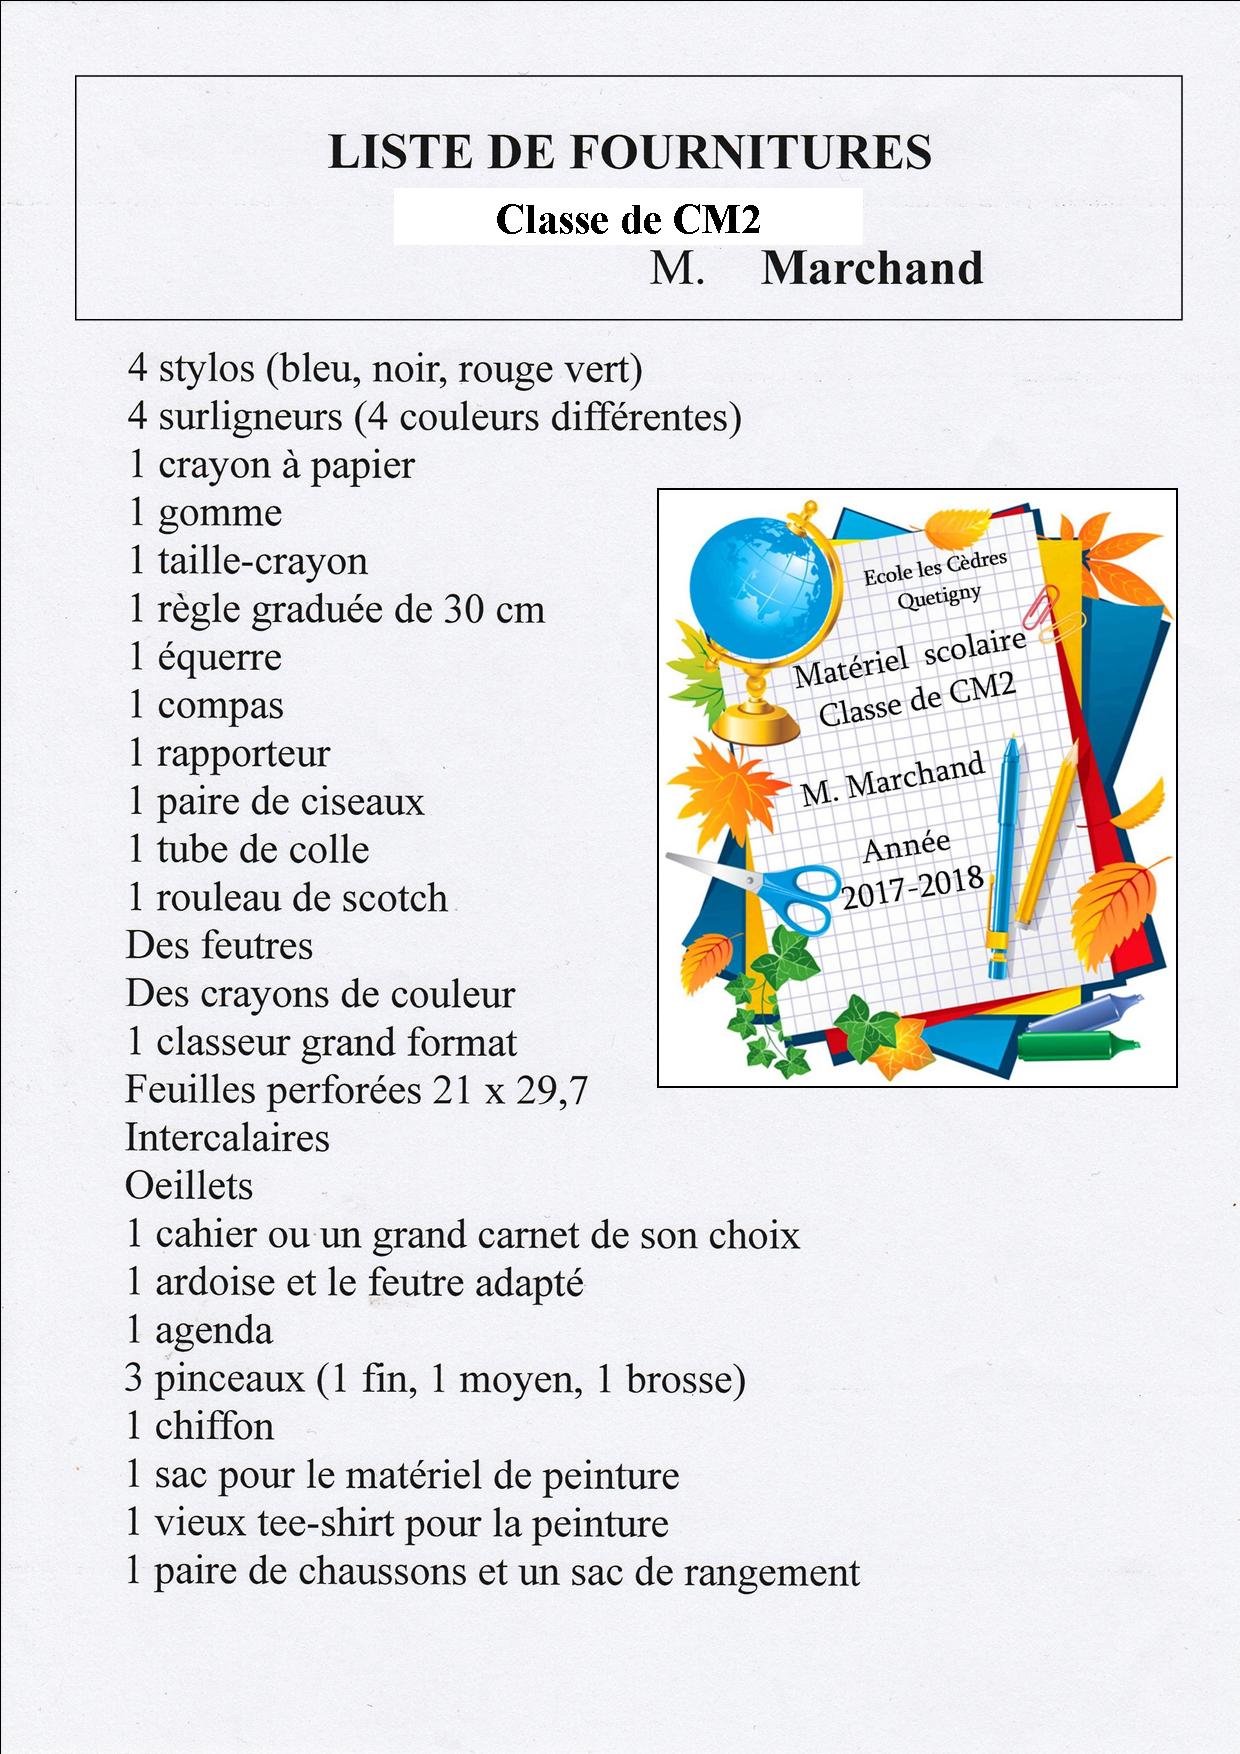 LISTE DE FOURNITURES
Classe de CM2
M. Marchand
4 stylos (bleu, noir, rouge vert)
4 surligneurs (4 couleurs différentes)
1 crayon à papier
1 gomme
1 taille-crayon
1 règle graduée de 30 cm
1 équerre
1 compas
1 rapporteur
1 paire de ciseaux
1 tube de colle
1 rouleau de scotch
Des feutres
Des crayons de couleur
1 classeur grand format
Feuilles perforées 21 x 29,7
Intercalaires
Oeillets
1 cahier ou un grand carnet de son choix
1 ardoise et le feutre adapté
1 agenda
3 pinceaux (1 fin, 1 moyen, 1 brosse)
1 chiffon
1 sac pour le matériel de peinture
1 vieux tee-shirt pour la peinture
1 paire de chaussons et un sac de rangement
Ecole les Cèdres
Quetigny
Matériel scolaire
Classe de CM2
M. Marchand
Année
2017-2018